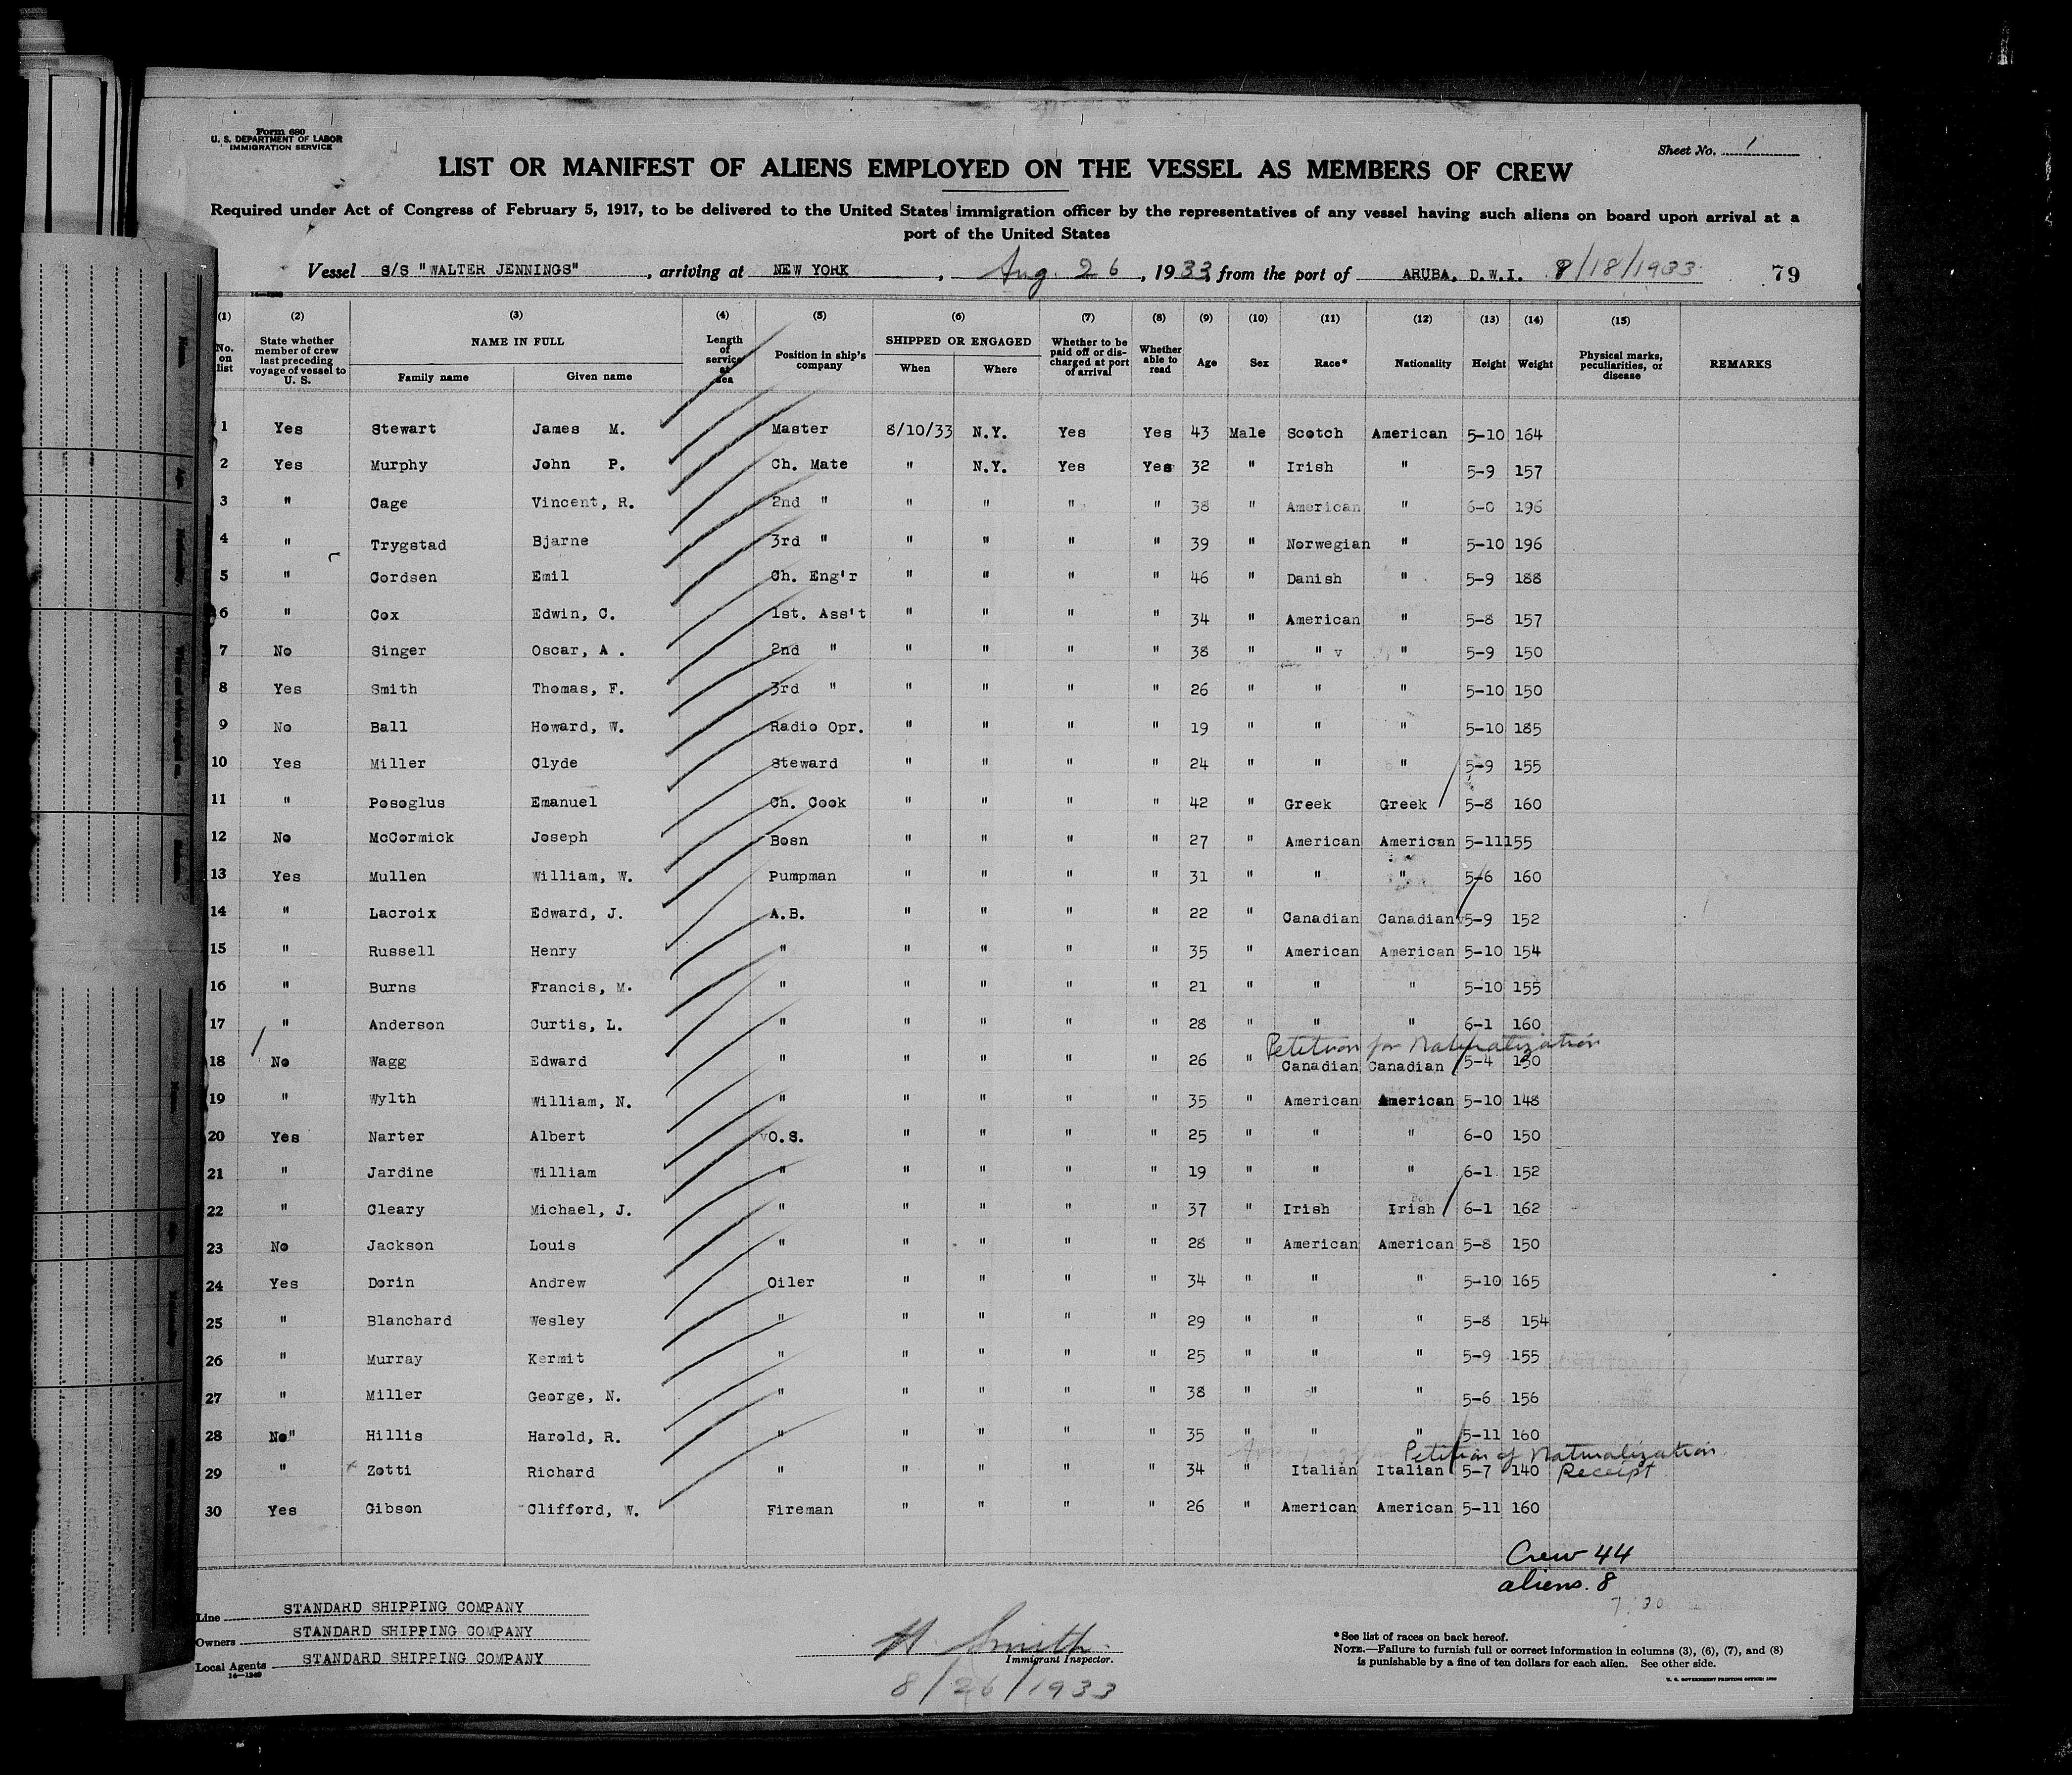 Form 680
U. S. DEPARTMENT OF LABOR
IMMIGRATION SERVICE
Sheet No. 1
LIST OR MANIFEST OF ALIENS EMPLOYED ON THE VESSEL AS MEMBERS OF CREW
Required under Act of Congress of February 5, 1917, to be delivered to the United States immigration officer by the representatives of any vessel having such aliens on board upon arrival at a
port of the United States
Vessel S/S "WALTER JENNINGS", arriving at NEW YORK, Aug. 26, 1933, from the port of ARUBA, D.W.I. 8/18/1933 79
(1) (2) (3) (4) (5) (6) (7) (8) (9) (10) (11) (12) (13) (14) (15)
No. on list State whether member of crew last preceding voyage of vessel to U. S. NAME IN FULL Family name Given name Length of service at sea Position in ship's company SHIPPED OR ENGAGED When Where Whether to be paid off or discharged at port of arrival Whether able to read Age Sex Race* Nationality Height Weight Physical marks, peculiarities, or disease REMARKS
1 Yes Stewart James M. Master 8/10/33 N.Y. Yes Yes 43 Male Scotch American 5-10 164
2 Yes Murphy John P. Ch. Mate " N.Y. Yes Yes 32 " Irish " 5-9 157
3 " Cage Vincent, R. 2nd " " " " " 38 " American " 6-0 196
4 " Trygstad Bjarne 3rd " " " " " 39 " Norwegian " 5-10 196
5 " Cordsen Emil Ch. Eng'r " " " " 46 " Danish " 5-9 188
6 " Cox Edwin, C. 1st. Ass't " " " " 34 " American " 5-8 157
7 No Singer Oscar, A . 2nd " " " " " 38 " " v " 5-9 150
8 Yes Smith Thomas, F. 3rd " " " " " 26 " " " 5-10 150
9 No Ball Howard, W. Radio Opr. " " " " 19 " " " 5-10 185
10 Yes Miller Clyde Steward " " " " 24 " " " 5-9 155
11 " Posoglus Emanuel Ch. Cook " " " " 42 " Greek Greek 5-8 160
12 No McCormick Joseph Bosn " " " " 27 " American American 5-11 155
13 Yes Mullen William, W. Pumpman " " " " 31 " " " 5-6 160
14 " Lacroix Edward, J. A.B. " " " " 22 " Canadian Canadian 5-9 152
15 " Russell Henry " " " " " 35 " American American 5-10 154
16 " Burns Francis, M. " " " " " 21 " " " 5-10 155
17 " Anderson Curtis, L. " " " " " 28 " " " 6-1 160
Petition for Naturalization
18 No Wagg Edward " " " " " 26 " Canadian Canadian 5-4 130
19 " Wylth William, N. " " " " " 35 " American American 5-10 148
20 Yes Narter Albert vO.S. " " " " 25 " " " 6-0 150
21 " Jardine William " " " " " 19 " " " 6-1 152
22 " Cleary Michael, J. " " " " " 37 " Irish Irish 6-1 162
23 No Jackson Louis " " " " " 28 " American American 5-8 150
24 Yes Dorin Andrew Oiler " " " " 34 " " " 5-10 165
25 " Blanchard Wesley " " " " " 29 " " " 5-8 154
26 " Murray Kermit " " " " " 25 " " " 5-9 155
27 " Miller George, N. " " " " " 38 " " " 5-6 156
28 No" Hillis Harold, R. " " " " " 35 " " " 5-11 160
Petition of Naturalization
29 " Zotti Richard " " " " " 34 " Italian Italian 5-7 140 Receipt
30 Yes Gibson Clifford, W. Fireman " " " " 26 " American American 5-11 160
Crew 44
aliens. 8
Line STANDARD SHIPPING COMPANY
Owners STANDARD SHIPPING COMPANY
Local Agents STANDARD SHIPPING COMPANY
14—1240
H. Smith
Immigrant Inspector.
8/26/1933
*See list of races on back hereof.
NOTE.—Failure to furnish full or correct information in columns (3), (6), (7), and (8)
is punishable by a fine of ten dollars for each alien. See other side.